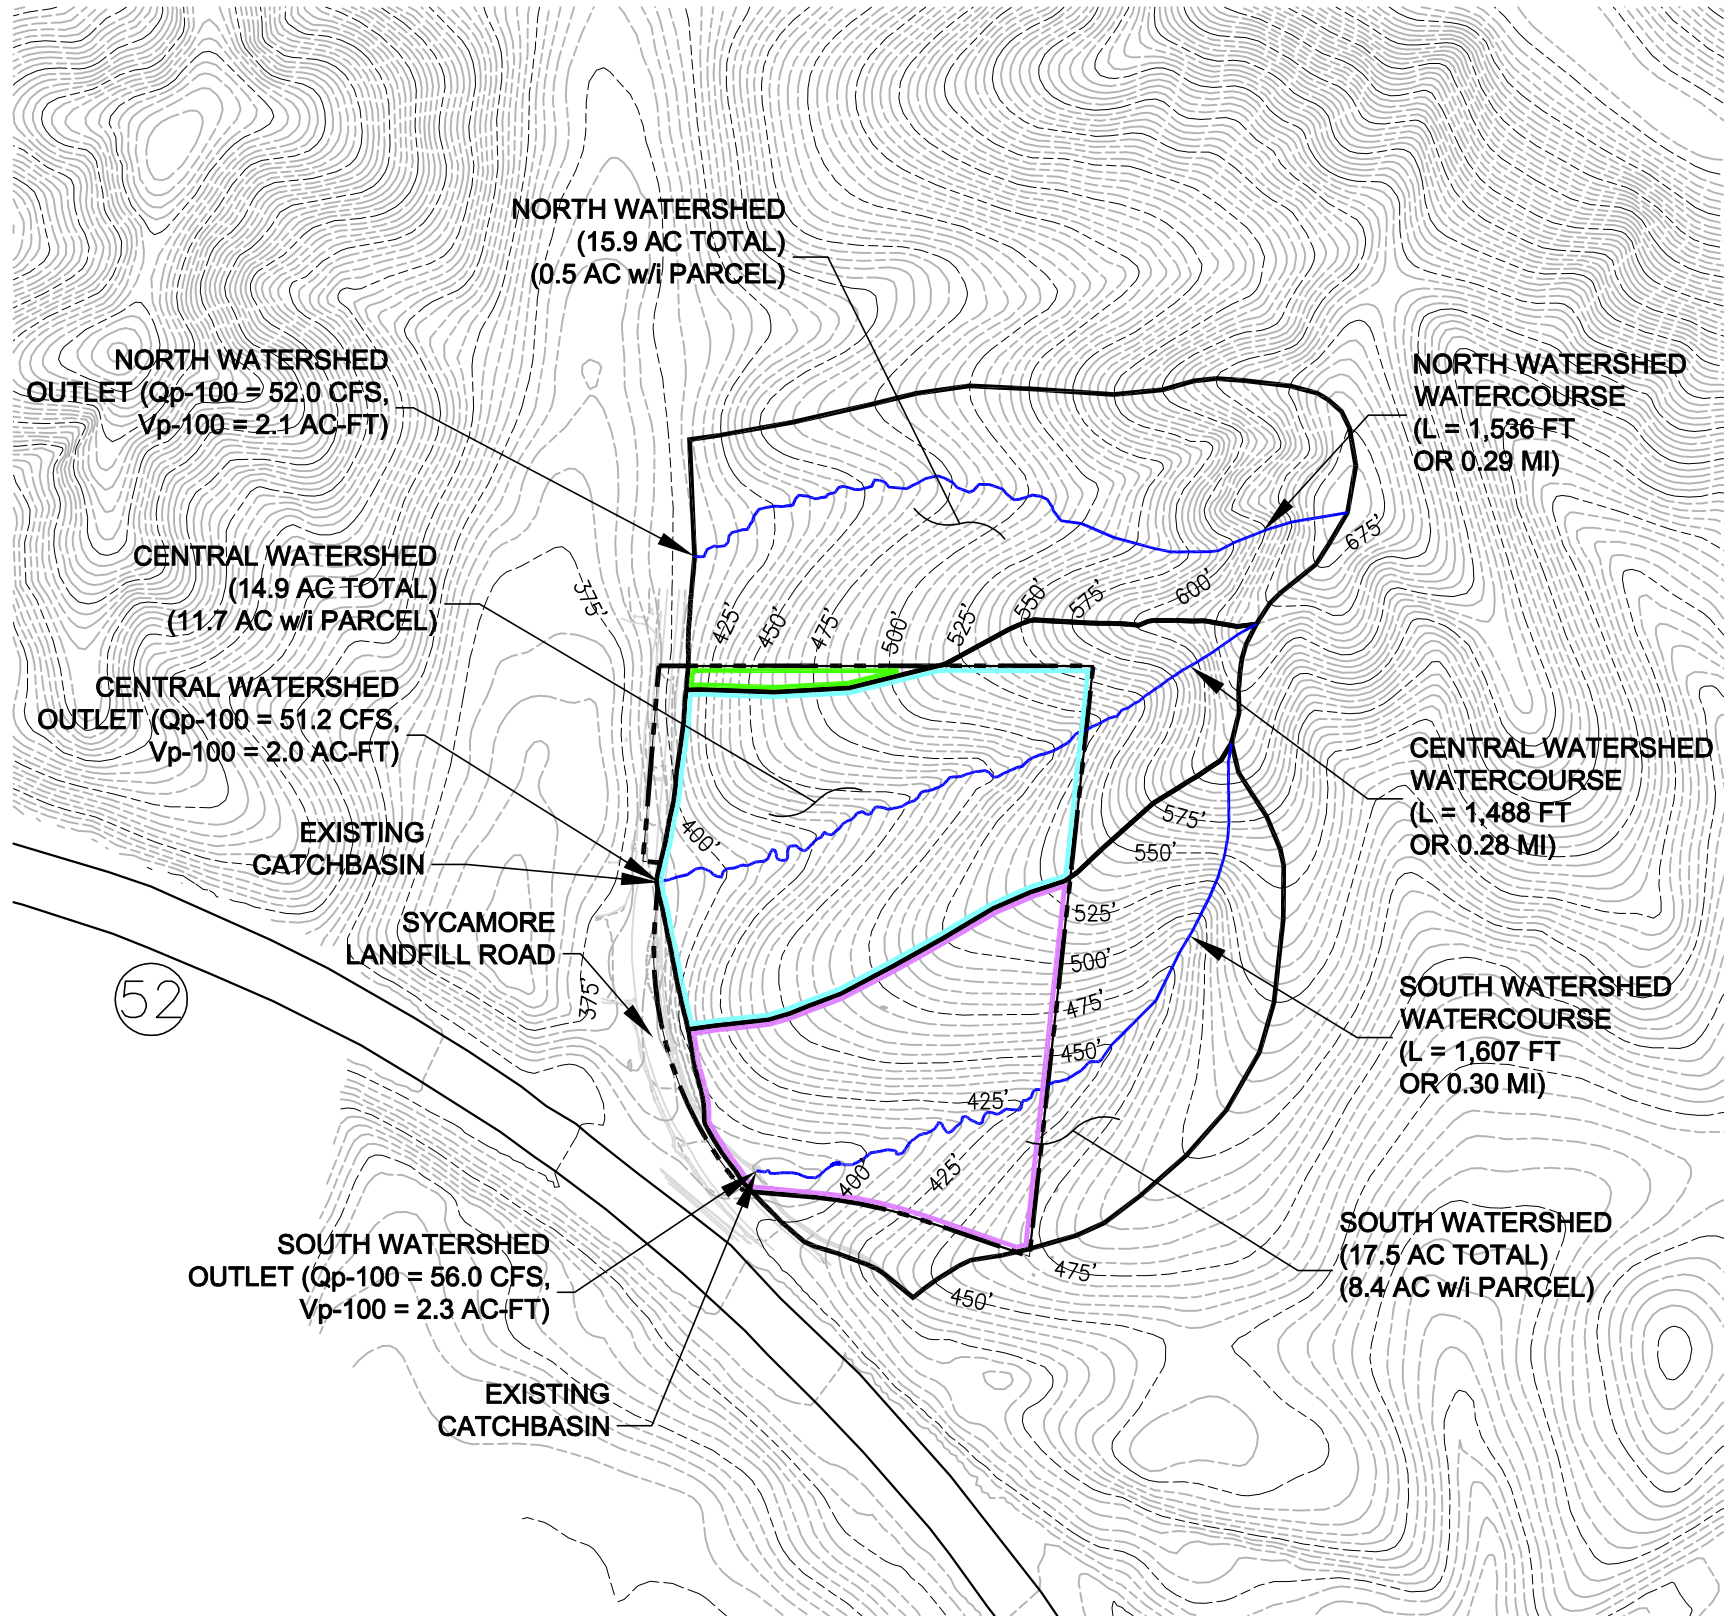 NORTH WATERSHED
(15.9 AC TOTAL)
(0.5 AC w/i PARCEL)
NORTH WATERSHED
OUTLET (Qp-100 = 52.0 CFS,
Vp-100 = 2.1 AC-FT)
NORTH WATERSHED
WATERCOURSE
(L = 1,536 FT
OR 0.29 MI)
675'
CENTRAL WATERSHED
(14.9 AC TOTAL)
(11.7 AC w/i PARCEL)
375'
425'
450'
475'
500'
525'
550'
575'
600'
CENTRAL WATERSHED
OUTLET (Qp-100 = 51.2 CFS,
Vp-100 = 2.0 AC-FT)
CENTRAL WATERSHED
WATERCOURSE
(L = 1,488 FT
OR 0.28 MI)
EXISTING
CATCHBASIN
400'
575'
550'
SYCAMORE
LANDFILL ROAD
525'
500'
475'
450'
425'
375'
52
SOUTH WATERSHED
WATERCOURSE
(L = 1,607 FT
OR 0.30 MI)
400'
425'
SOUTH WATERSHED
OUTLET (Qp-100 = 56.0 CFS,
Vp-100 = 2.3 AC-FT)
SOUTH WATERSHED
(17.5 AC TOTAL)
(8.4 AC w/i PARCEL)
475'
450'
EXISTING
CATCHBASIN